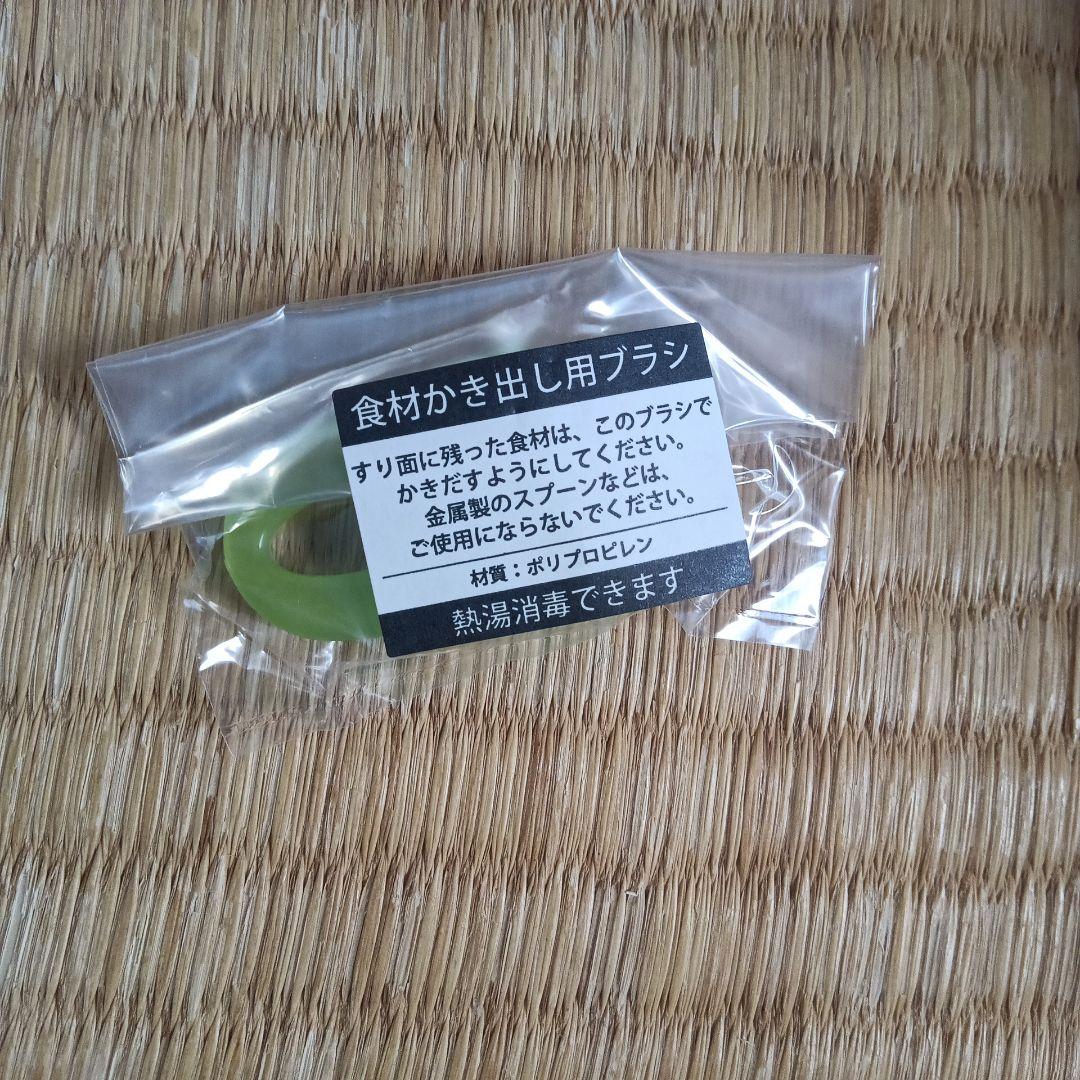 食材かき出し用ブラシ
すり面に残った食材は、このブラシで
かきだすようにしてください。
金属製のスプーンなどは、
ご使用にならないでください。
材質：ポリプロピレン
熱湯消毒できます